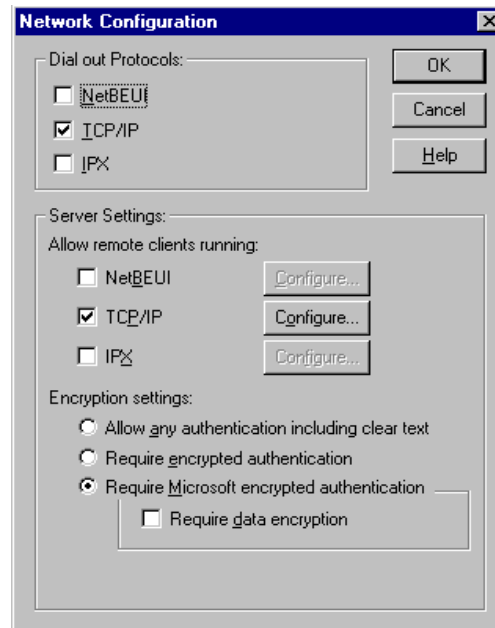 Network Configuration
Dial out Protocols:
OK
NetBEUI
Cancel
TCP/IP
Help
IPX
Server Settings:
Allow remote clients running:
NetBEUI Configure...
TCP/IP Configure...
IPX Configure...
Encryption settings:
Allow any authentication including clear text
Require encrypted authentication
Require Microsoft encrypted authentication
Require data encryption